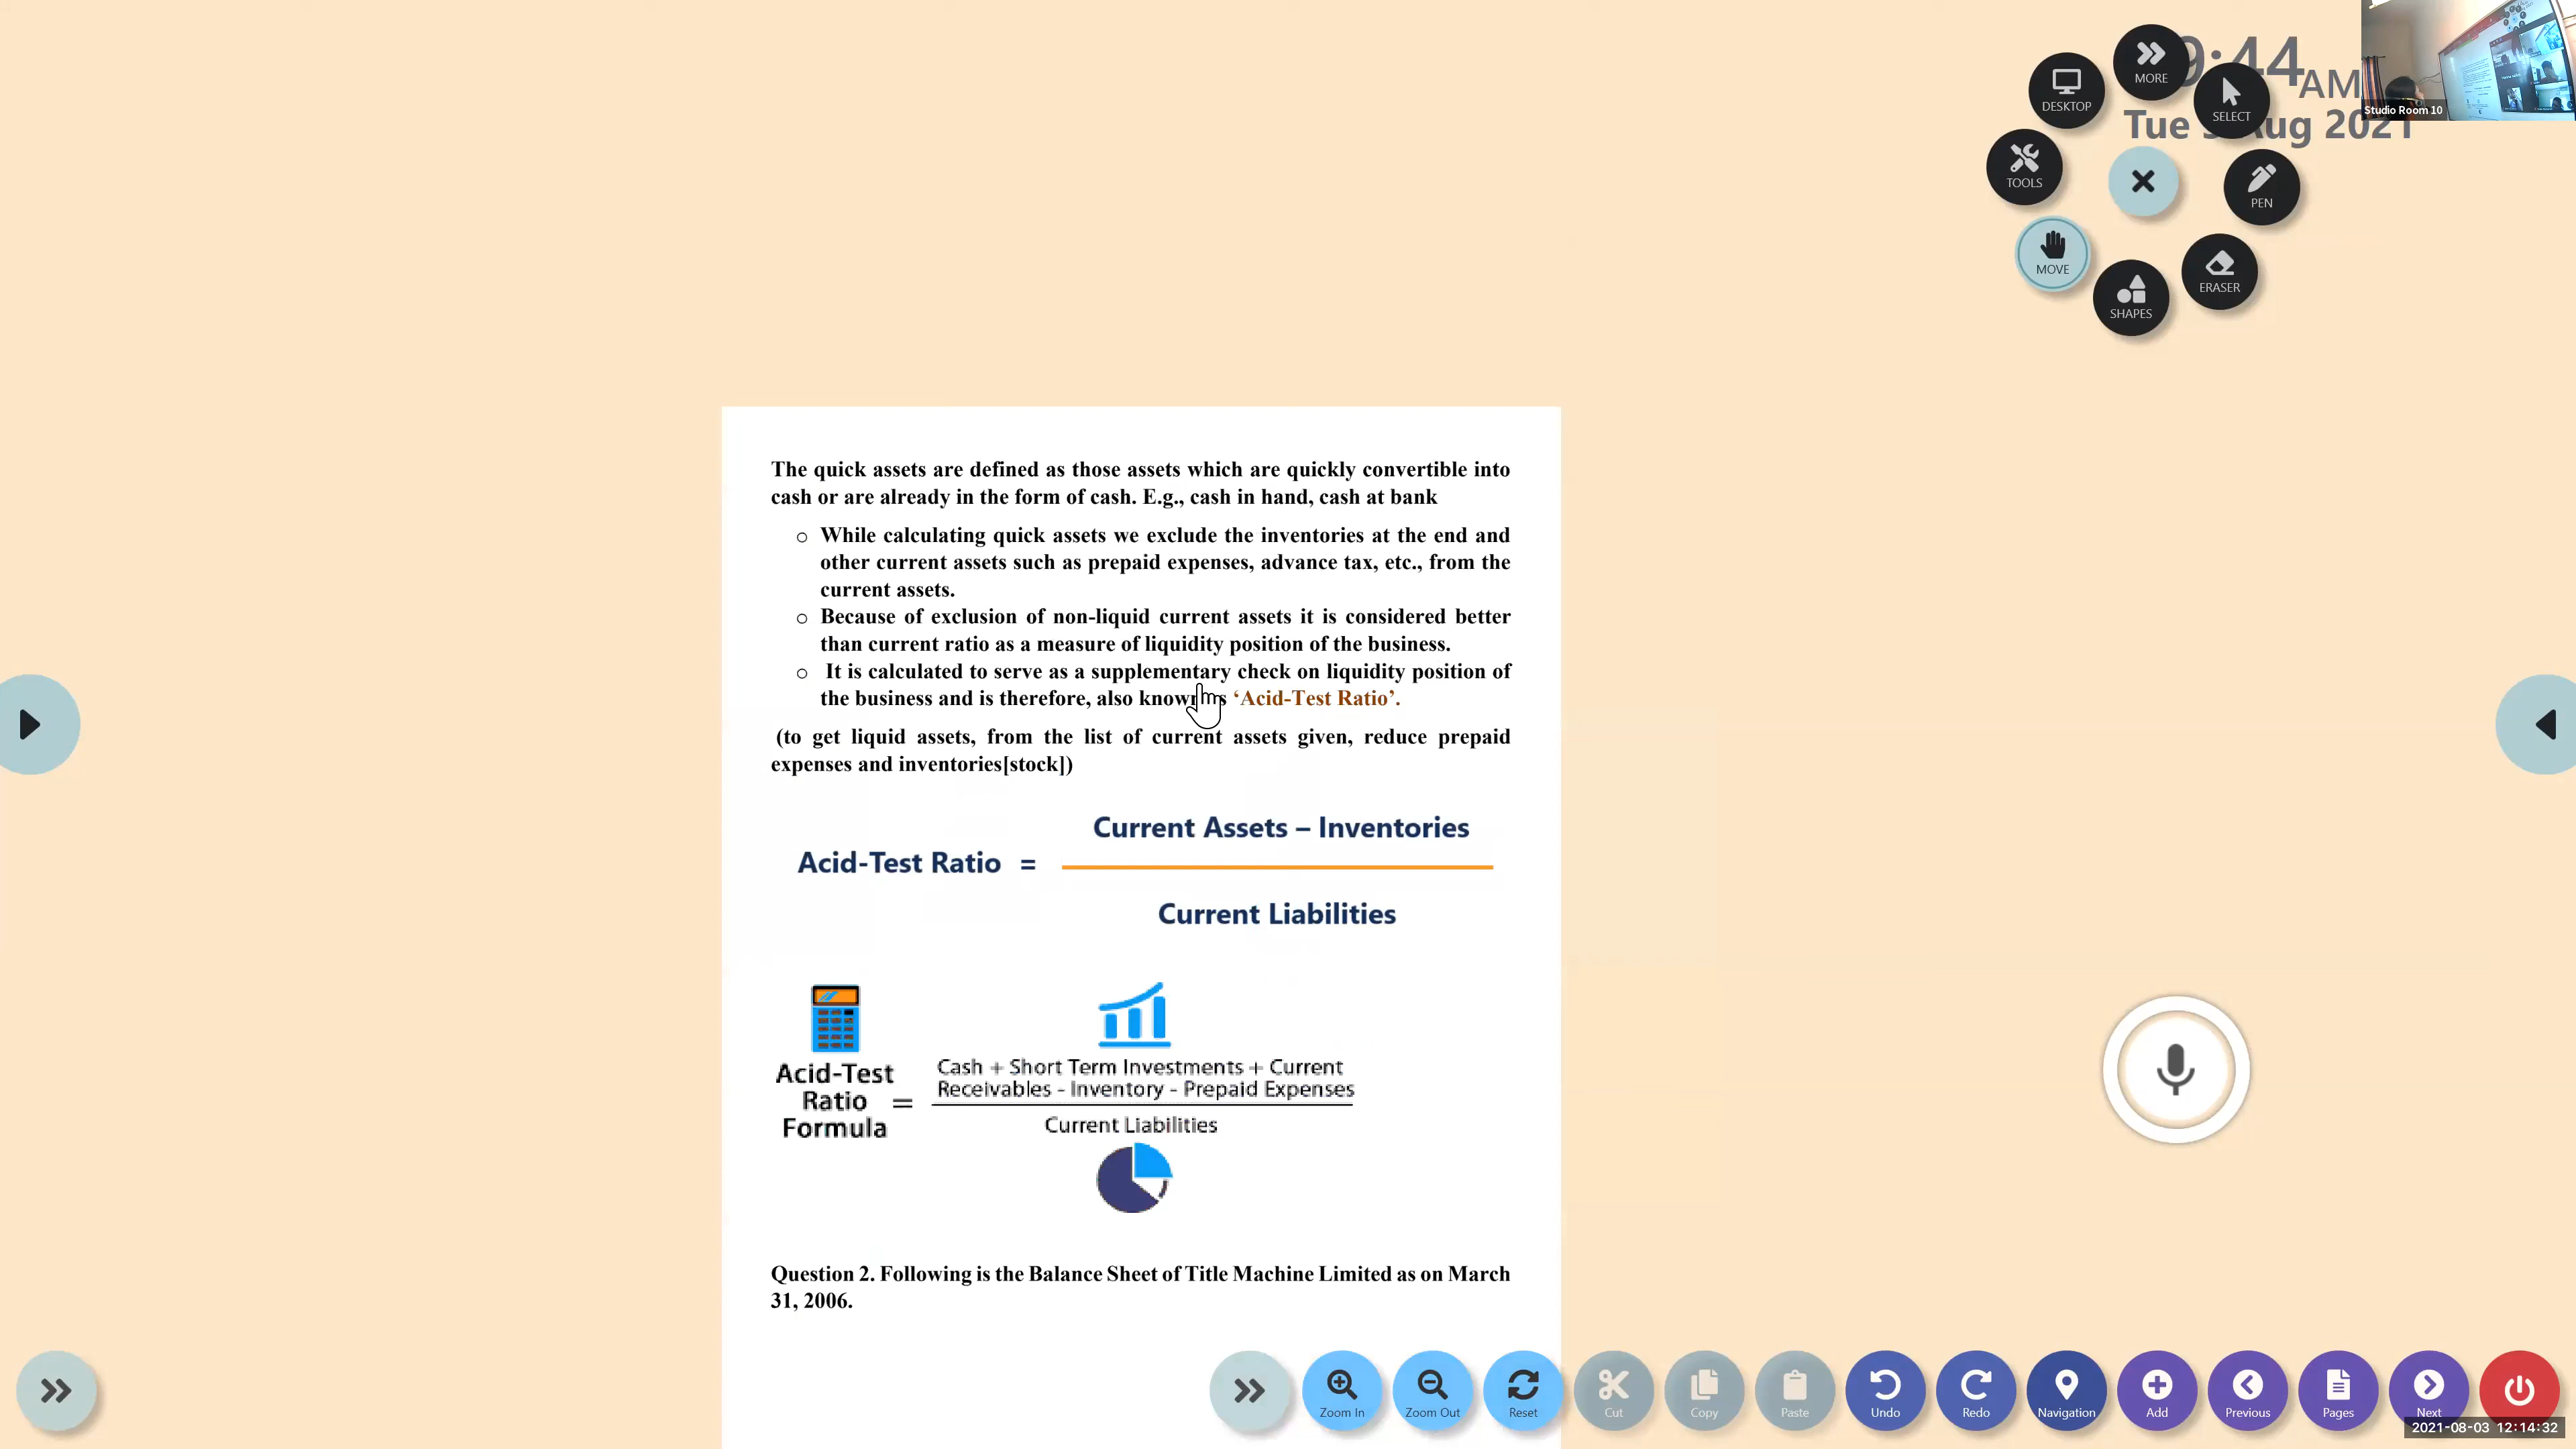 9:44 AM
Tue 3 Aug 2021
Studio Room 10
MORE
DESKTOP
SELECT
TOOLS
PEN
MOVE
ERASER
SHAPES
The quick assets are defined as those assets which are quickly convertible into
cash or are already in the form of cash. E.g., cash in hand, cash at bank
o While calculating quick assets we exclude the inventories at the end and
other current assets such as prepaid expenses, advance tax, etc., from the
current assets.
o Because of exclusion of non-liquid current assets it is considered better
than current ratio as a measure of liquidity position of the business.
o It is calculated to serve as a supplementary check on liquidity position of
the business and is therefore, also known as ‘Acid-Test Ratio’.
(to get liquid assets, from the list of current assets given, reduce prepaid
expenses and inventories[stock])
Current Assets – Inventories
Acid-Test Ratio =
Current Liabilities
Acid-Test
Ratio
Formula
=
Cash + Short Term Investments + Current
Receivables - Inventory - Prepaid Expenses
Current Liabilities
Question 2. Following is the Balance Sheet of Title Machine Limited as on March
31, 2006.
Zoom In
Zoom Out
Reset
Cut
Copy
Paste
Undo
Redo
Navigation
Add
Previous
Pages
Next
2021-08-03 12:14:32